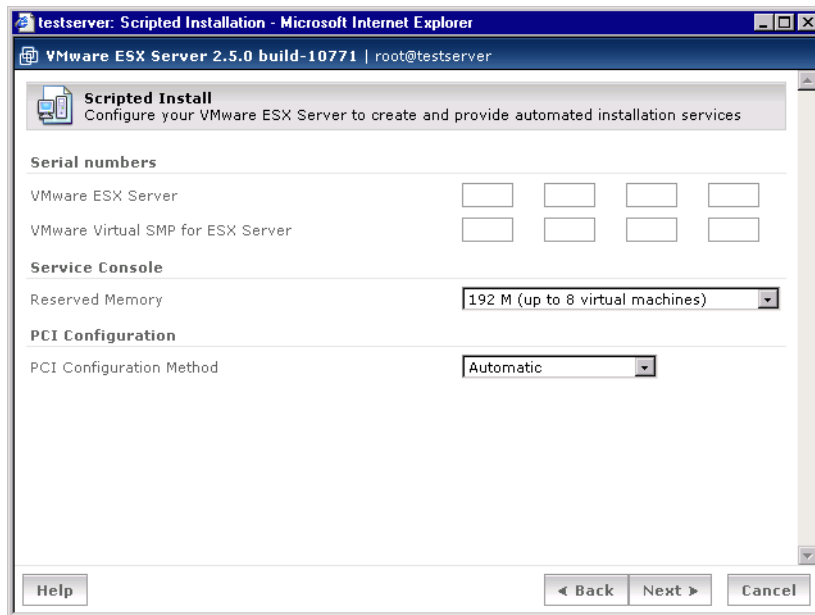 testserver: Scripted Installation - Microsoft Internet Explorer
VMware ESX Server 2.5.0 build-10771 | root@testserver
Scripted Install
Configure your VMware ESX Server to create and provide automated installation services
Serial numbers
VMware ESX Server
VMware Virtual SMP for ESX Server
Service Console
Reserved Memory 192 M (up to 8 virtual machines)
PCI Configuration
PCI Configuration Method Automatic
Help Back Next Cancel